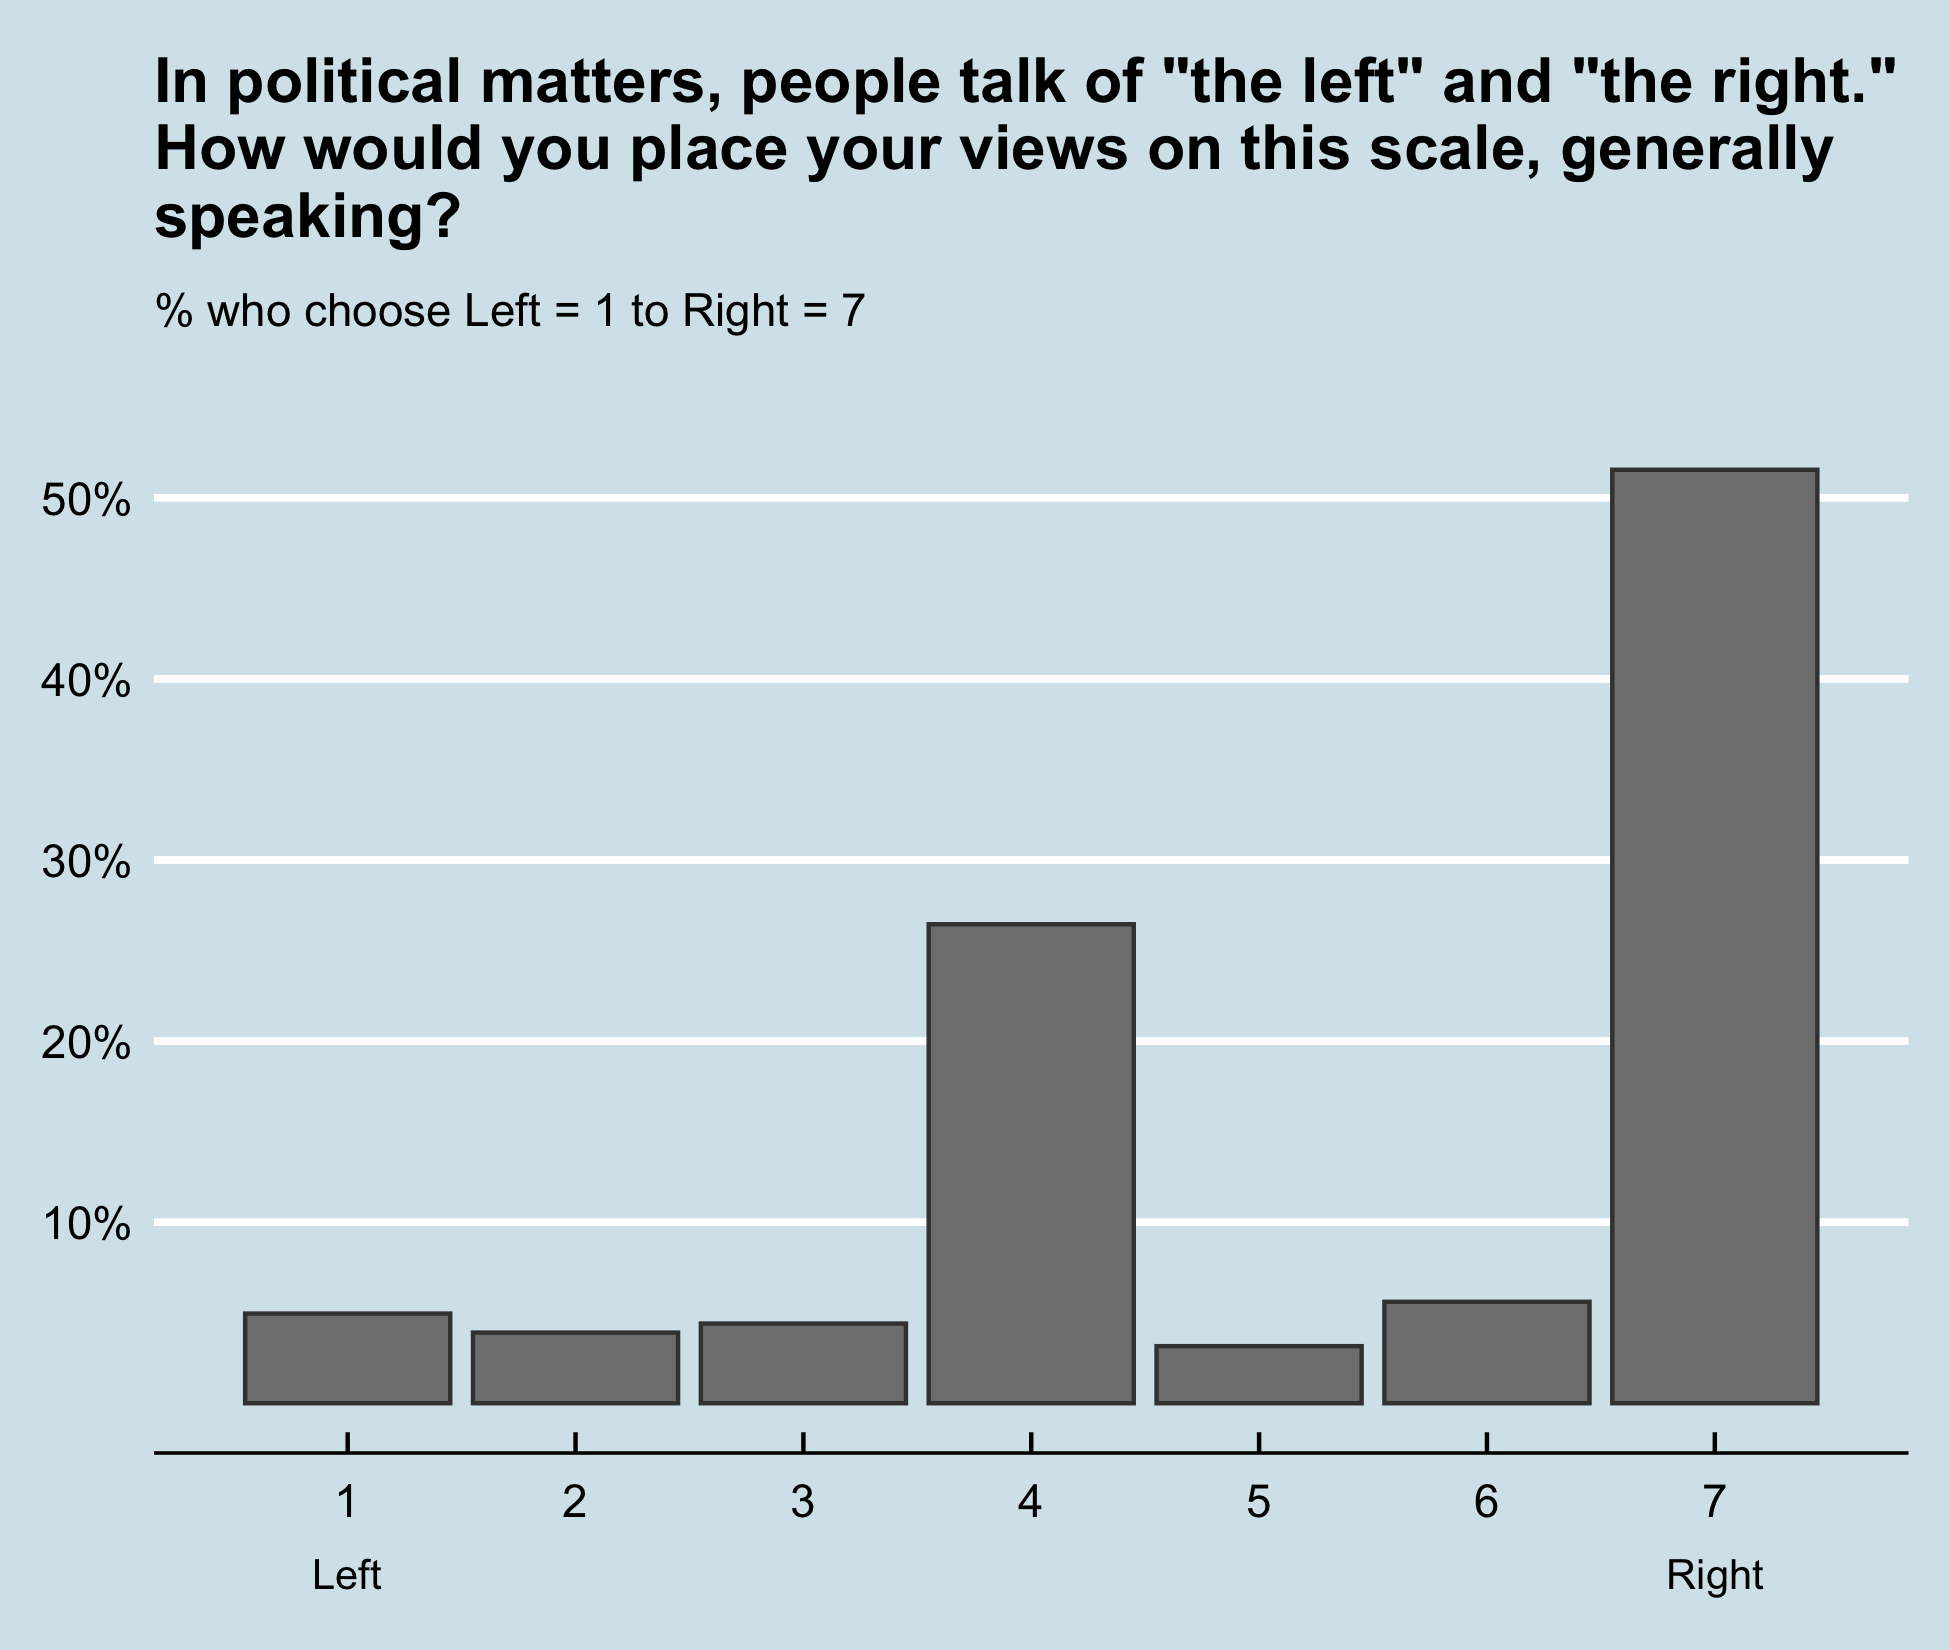 In political matters, people talk of "the left" and "the right."
How would you place your views on this scale, generally
speaking?
% who choose Left = 1 to Right = 7
50%
40%
30%
20%
10%
1 2 3 4 5 6 7
Left Right